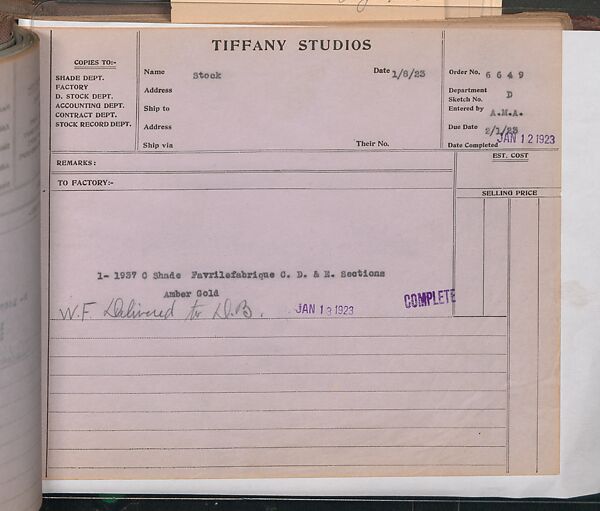 TIFFANY STUDIOS
COPIES TO:-
SHADE DEPT.
FACTORY
D. STOCK DEPT.
ACCOUNTING DEPT.
CONTRACT DEPT.
STOCK RECORD DEPT.
Name Stock Date 1/8/23
Address
Ship to
Address
Ship via Their No.
Order No. 6649
Department D
Sketch No.
Entered by A.M.A.
Due Date 2/1/23
Date Completed JAN 12 1923
REMARKS:
EST. COST
TO FACTORY:-
SELLING PRICE
1- 1937 C Shade Favrilefabrique C. D. & E. Sections
Amber Gold
W.F. Delivered to D.B. JAN 13 1923 COMPLETE